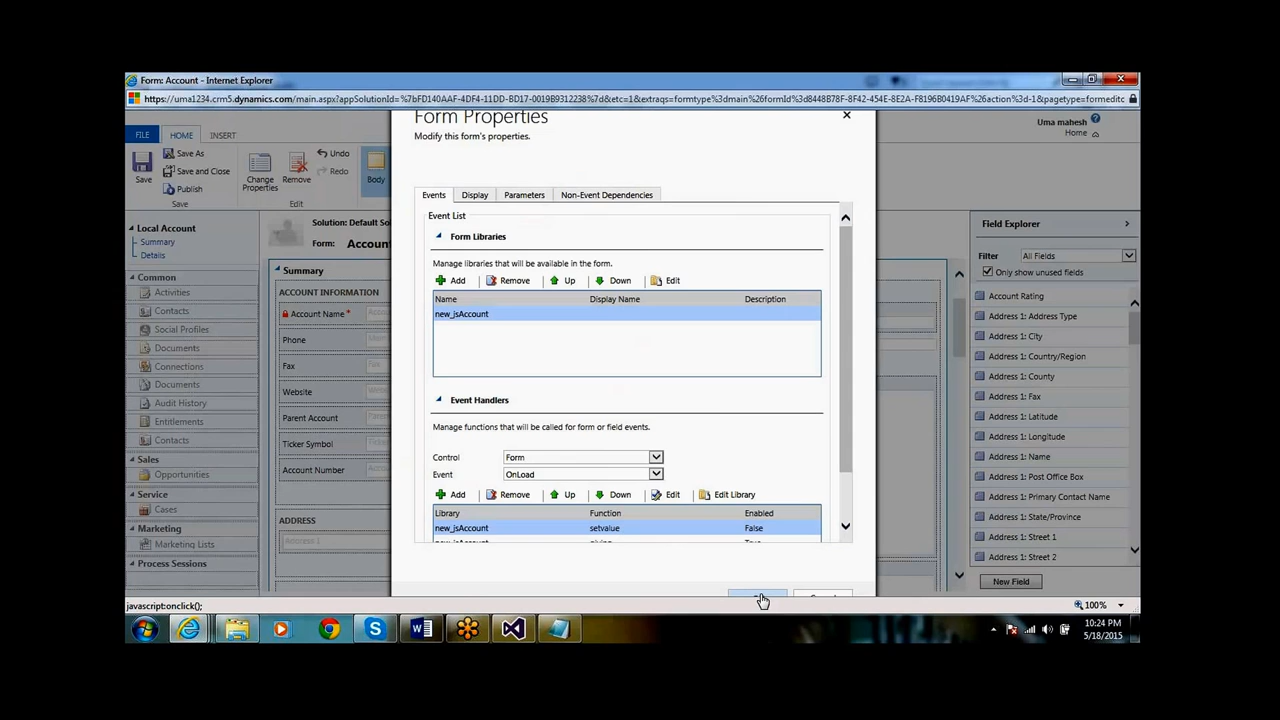 Form: Account - Internet Explorer
https://uma1234.crm5.dynamics.com/main.aspx?appSolutionId=%7bFD140AAF-4DF4-11DD-BD17-0019B9312238%7d&etc=1&extraqs=formtype%3dmain%26formId%3d8448B78F-8F42-454E-8E2A-F8196B0419AF%26action%3d-1&pagetype=formeditc
FILE
HOME
INSERT
Uma mahesh
Home
Save
Save As
Save and Close
Publish
Save
Change Properties
Remove
Undo
Redo
Edit
Body
Local Account
Summary
Details
Common
Activities
Contacts
Social Profiles
Documents
Connections
Documents
Audit History
Entitlements
Contacts
Sales
Opportunities
Service
Cases
Marketing
Marketing Lists
Process Sessions
Solution: Default So
Form: Account
Summary
ACCOUNT INFORMATION
Account Name *
Phone
Fax
Website
Parent Account
Ticker Symbol
Account Number
ADDRESS
Address 1
Form Properties
Modify this form's properties.
Events
Display
Parameters
Non-Event Dependencies
Event List
Form Libraries
Manage libraries that will be available in the form.
Add
Remove
Up
Down
Edit
Name
Display Name
Description
new_jsAccount
Event Handlers
Manage functions that will be called for form or field events.
Control
Form
Event
OnLoad
Add
Remove
Up
Down
Edit
Edit Library
Library
Function
Enabled
new_jsAccount
setvalue
False
Field Explorer
Filter
All Fields
Only show unused fields
Account Rating
Address 1: Address Type
Address 1: City
Address 1: Country/Region
Address 1: County
Address 1: Fax
Address 1: Latitude
Address 1: Longitude
Address 1: Name
Address 1: Post Office Box
Address 1: Primary Contact Name
Address 1: State/Province
Address 1: Street 1
Address 1: Street 2
New Field
javascript:onclick();
100%
10:24 PM
5/18/2015